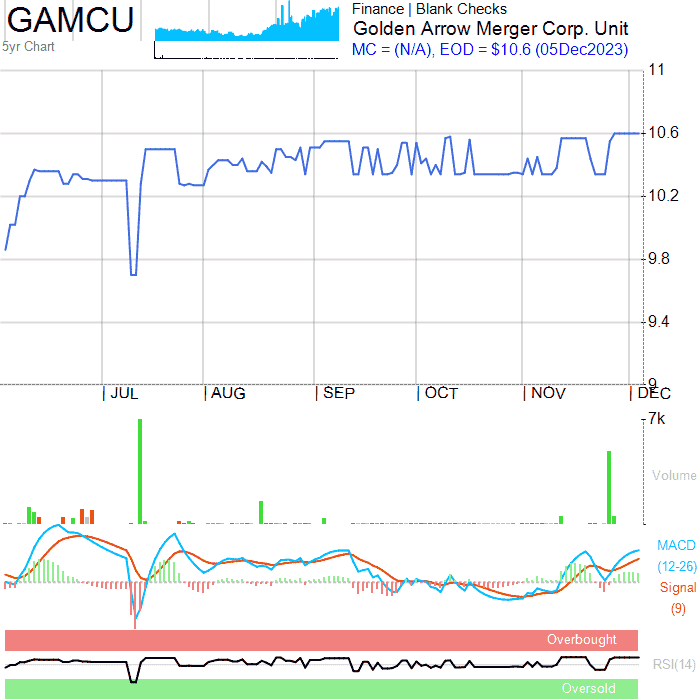 GAMCU
5yr Chart
Finance | Blank Checks
Golden Arrow Merger Corp. Unit
MC = (N/A), EOD = $10.6 (05Dec2023)
11
10.6
10.2
9.8
9.4
9
| JUL | AUG | SEP | OCT | NOV | DEC
7k
Volume
MACD
(12-26)
Signal
(9)
Overbought
RSI(14)
Oversold